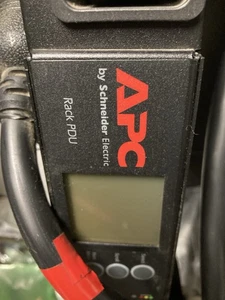 APC
by Schneider Electric
Rack PDU